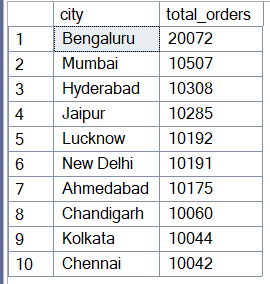 city total_orders
1 Bengaluru 20072
2 Mumbai 10507
3 Hyderabad 10308
4 Jaipur 10285
5 Lucknow 10192
6 New Delhi 10191
7 Ahmedabad 10175
8 Chandigarh 10060
9 Kolkata 10044
10 Chennai 10042